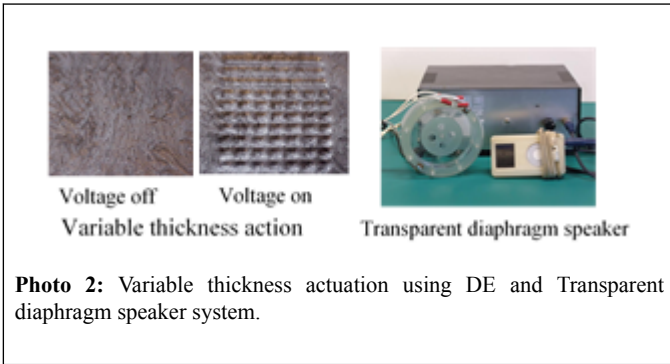 Voltage off
Voltage on
Variable thickness action
Transparent diaphragm speaker
Photo 2: Variable thickness actuation using DE and Transparent
diaphragm speaker system.